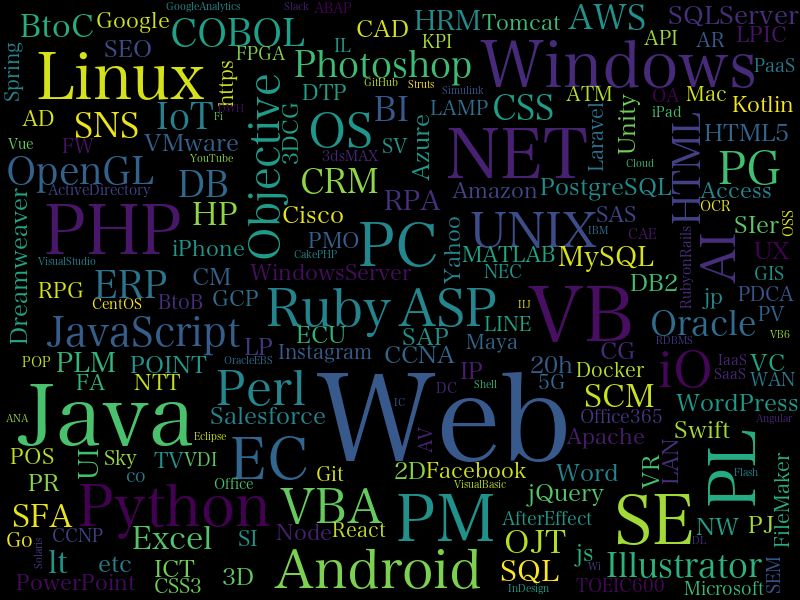 GoogleAnalytics
Slack
ABAP
BtoC
Google
COBOL
CAD
HRM
Tomcat
AWS
SQLServer
SEO
FPGA
IL
KPI
API
AR
LPIC
Spring
Linux
https
Photoshop
Windows
PaaS
GitHub
Struts
Simulink
DTP
BI
LAMP
CSS
ATM
OA
Mac
Kotlin
iPad
AD
SNS
IoT
Fi
DWH
Objective
3DCG
OS
Azure
Laravel
Unity
HTML
HTML5
Vue
FW
VMware
SV
3dsMAX
NET
Cloud
PG
OpenGL
YouTube
DB
CRM
RPA
Amazon
PostgreSQL
Access
ActiveDirectory
OCR
OSS
Dreamweaver
PHP
HP
Cisco
PC
Yahoo
UNIX
IBM
SAS
CAE
SIer
iPhone
PMO
CakePHP
MATLAB
MySQL
RubyonRails
AI
UX
VisualStudio
ERP
CM
WindowsServer
NEC
DB2
GIS
RPG
CentOS
BtoB
GCP
Ruby
ASP
IIJ
VB
jp
PDCA
PV
JavaScript
LP
ECU
SAP
LINE
Oracle
VB6
RDBMS
POP
PLM
POINT
OracleEBS
Instagram
CCNA
Maya
CG
IaaS
VC
FA
NTT
IP
20h
Docker
iO
SaaS
WAN
Java
Perl
Web
DC
Shell
5G
SCM
WordPress
ANA
Salesforce
IC
Office365
Angular
Eclipse
AV
Apache
Swift
POS
UI
Sky
TV
VDI
EC
Git
2D
Facebook
Word
VR
LAN
PL
Flash
FileMaker
PR
co
Office
VisualBasic
jQuery
Python
VBA
PM
AfterEffect
SE
NW
PJ
SFA
Go
CCNP
Excel
SI
Node
React
OJT
js
DL
Solaris
lt
etc
ICT
CSS3
3D
Android
SQL
InDesign
Wi
Illustrator
SEM
PowerPoint
TOEIC600
Microsoft